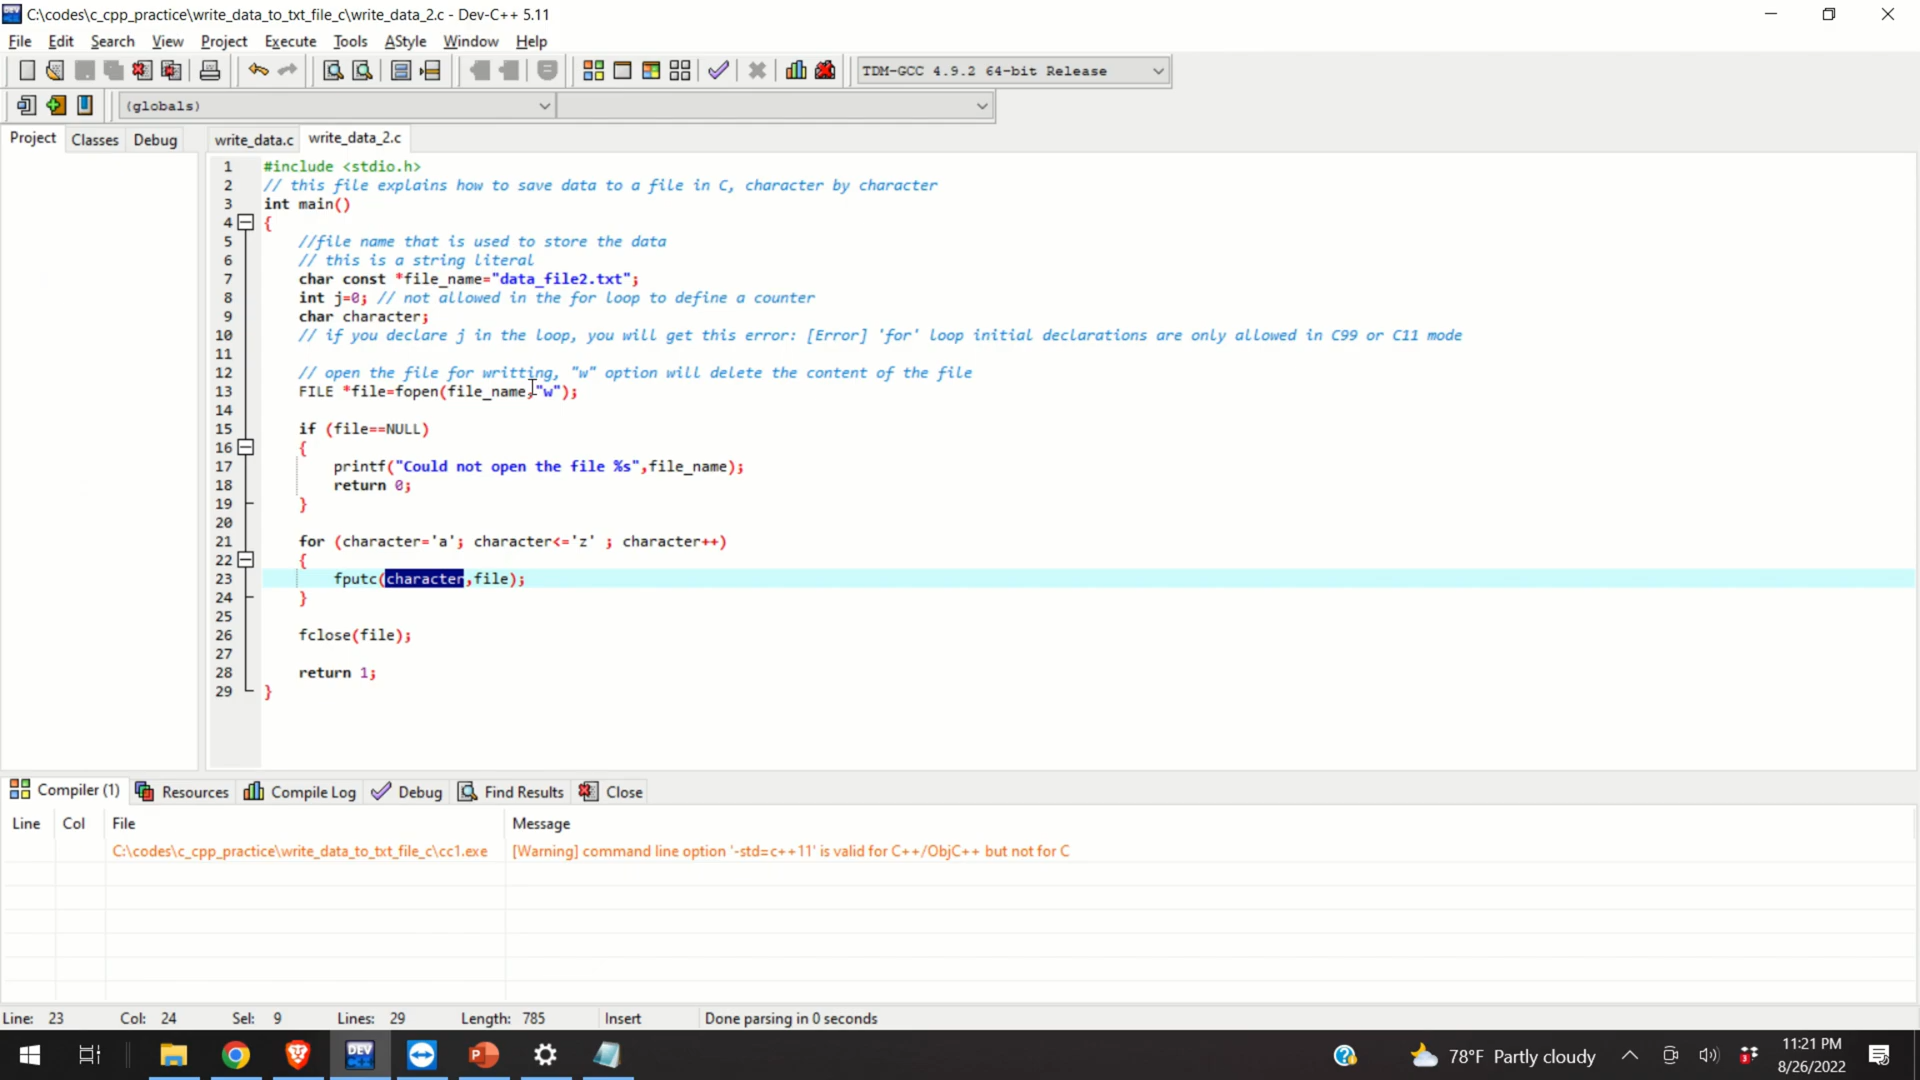 C:\codes\c_cpp_practice\write_data_to_txt_file_c\write_data_2.c - Dev-C++ 5.11
File Edit Search View Project Execute Tools AStyle Window Help
TDM-GCC 4.9.2 64-bit Release
(globals)
Project Classes Debug write_data.c write_data_2.c
1 #include <stdio.h>
2 // this file explains how to save data to a file in C, character by character
3 int main()
4 {
5 //file name that is used to store the data
6 // this is a string literal
7 char const *file_name="data_file2.txt";
8 int j=0; // not allowed in the for loop to define a counter
9 char character;
10 // if you declare j in the loop, you will get this error: [Error] 'for' loop initial declarations are only allowed in C99 or C11 mode
11
12 // open the file for writting, "w" option will delete the content of the file
13 FILE *file=fopen(file_name,"w");
14
15 if (file==NULL)
16 {
17 printf("Could not open the file %s",file_name);
18 return 0;
19 }
20
21 for (character='a'; character<='z' ; character++)
22 {
23 fputc(character,file);
24 }
25
26 fclose(file);
27
28 return 1;
29 }
Compiler (1) Resources Compile Log Debug Find Results Close
Line Col File Message
C:\codes\c_cpp_practice\write_data_to_txt_file_c\cc1.exe [Warning] command line option '-std=c++11' is valid for C++/ObjC++ but not for C
Line: 23 Col: 24 Sel: 9 Lines: 29 Length: 785 Insert Done parsing in 0 seconds
DEV
P
78°F Partly cloudy
3
11:21 PM
8/26/2022